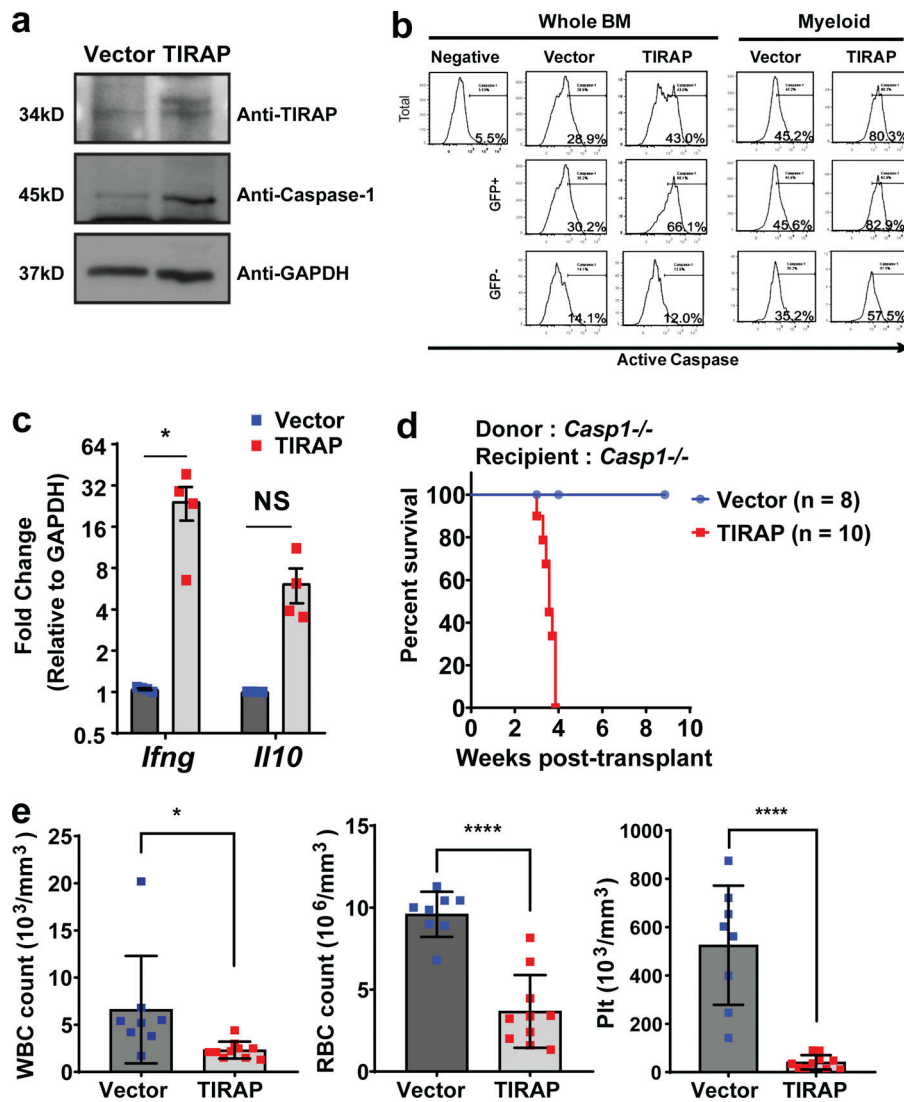 a
Vector TIRAP
34kD Anti-TIRAP
45kD Anti-Caspase-1
37kD Anti-GAPDH
b
Whole BM Myeloid
Negative Vector TIRAP Vector TIRAP
Total
5.5% 28.9% 43.0% 45.2% 80.3%
GFP+
30.2% 66.1% 45.6% 82.9%
GFP-
14.1% 12.0% 35.2% 57.5%
Active Caspase
c
Vector
TIRAP
Fold Change
(Relative to GAPDH)
64
32
16
8
4
2
1
0.5
*
NS
Ifng Il10
d
Donor : Casp1-/-
Recipient : Casp1-/-
Percent survival
100
80
60
40
20
0
0 2 4 6 8 10
Weeks post-transplant
Vector (n = 8)
TIRAP (n = 10)
e
WBC count (10³/mm³)
25
20
15
10
5
0
*
Vector TIRAP
RBC count (10⁶/mm³)
15
10
5
0
****
Vector TIRAP
Plt (10³/mm³)
1000
800
600
400
200
0
****
Vector TIRAP